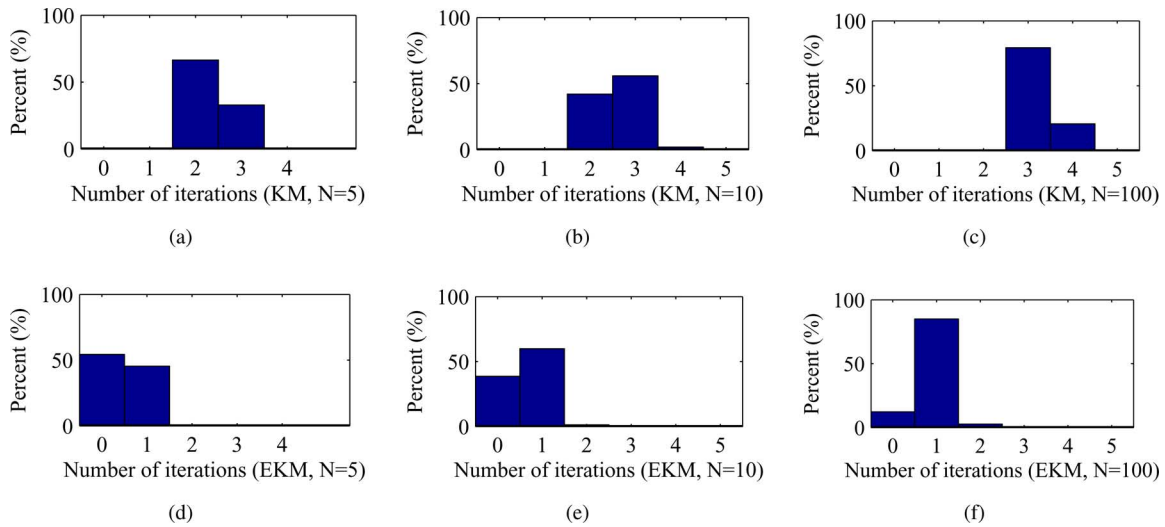 100
50
0
Percent (%)
0 1 2 3 4
Number of iterations (KM, N=5)
(a)
100
50
0
Percent (%)
0 1 2 3 4 5
Number of iterations (KM, N=10)
(b)
100
50
0
Percent (%)
0 1 2 3 4 5
Number of iterations (KM, N=100)
(c)
100
50
0
Percent (%)
0 1 2 3 4
Number of iterations (EKM, N=5)
(d)
100
50
0
Percent (%)
0 1 2 3 4 5
Number of iterations (EKM, N=10)
(e)
100
50
0
Percent (%)
0 1 2 3 4 5
Number of iterations (EKM, N=100)
(f)